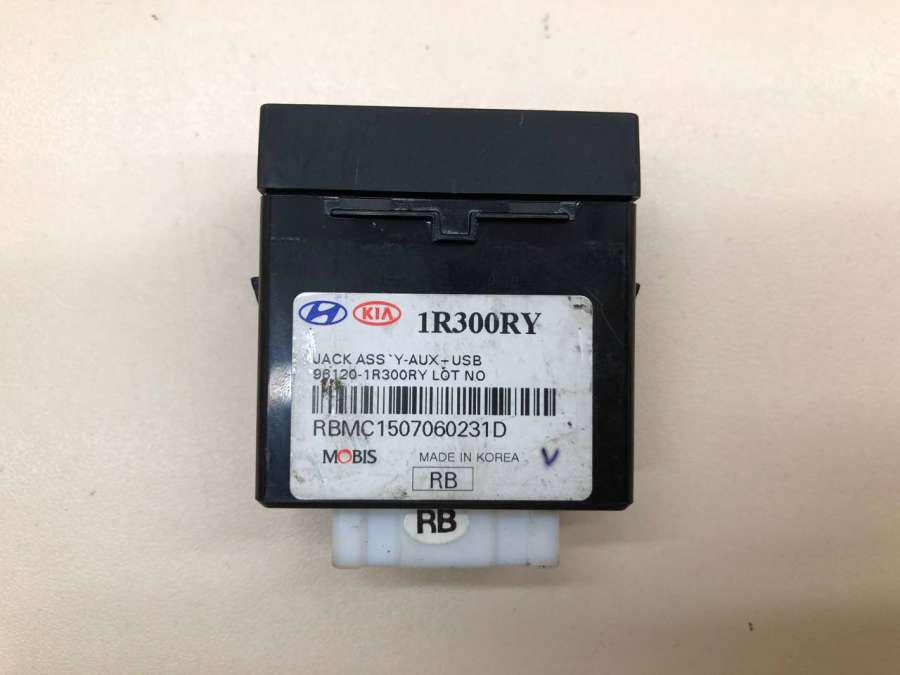 KIA 1R300RY
JACK ASS`Y-AUX+USB
96120-1R300RY LOT NO
RBMC1507060231D
MOBIS MADE IN KOREA V
RB
RB